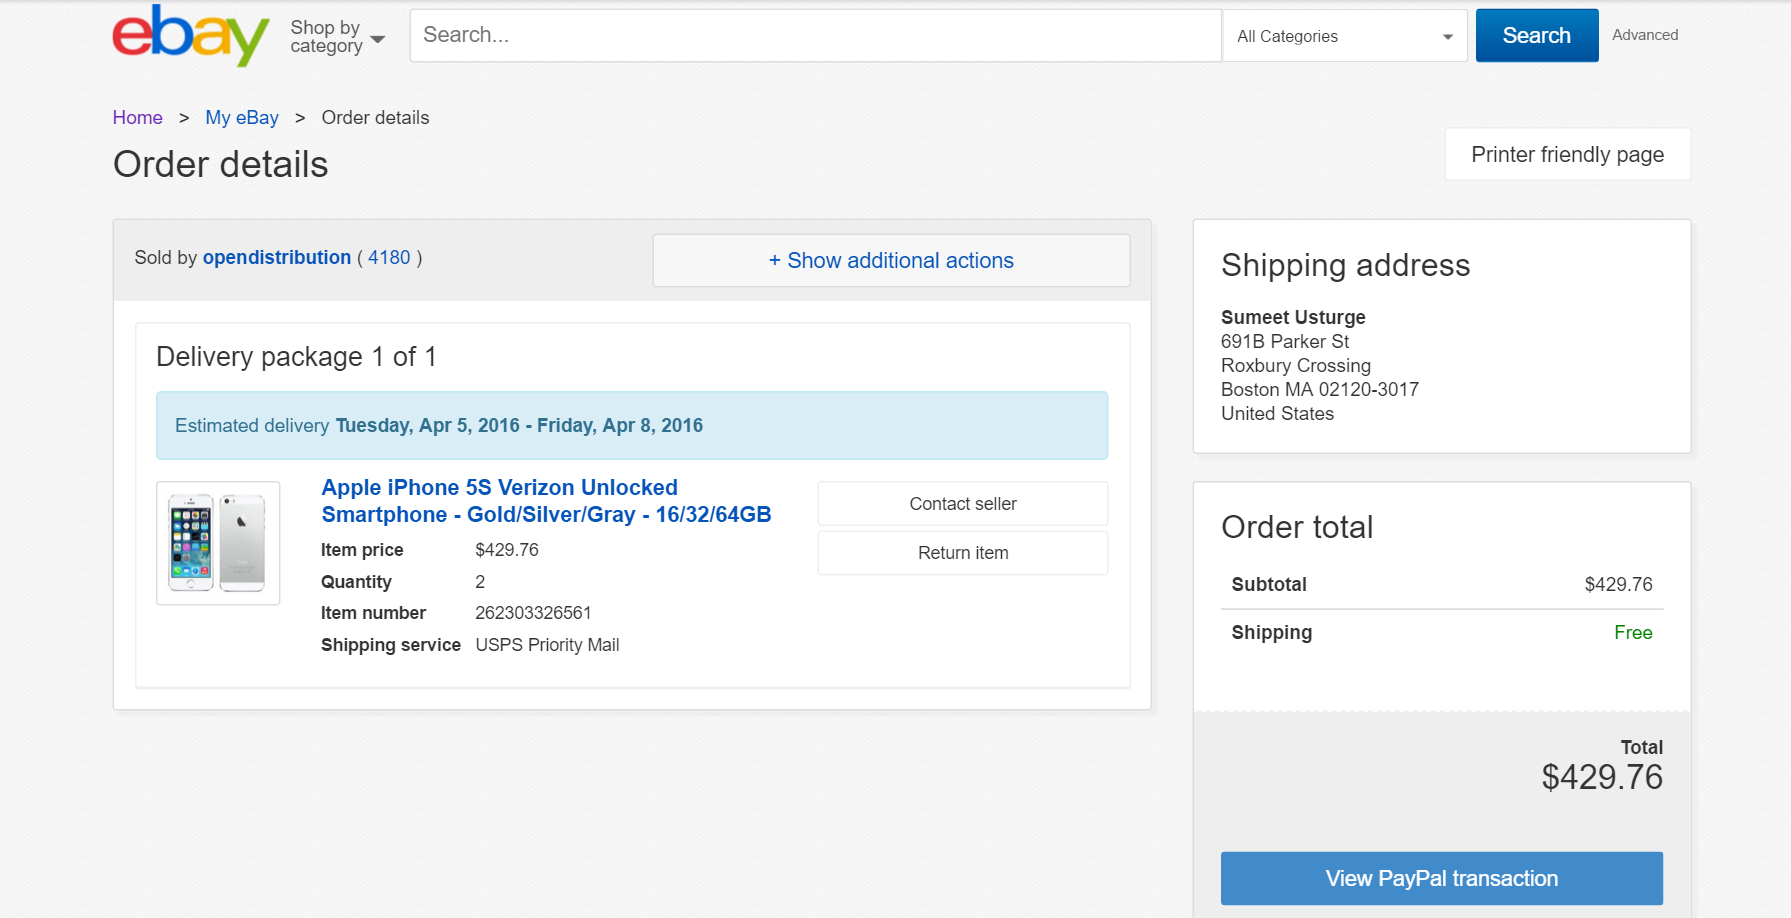 ebay
Shop by
category
Search...
All Categories
Search
Advanced
Home > My eBay > Order details
Order details
Printer friendly page
Sold by opendistribution ( 4180 )
+ Show additional actions
Delivery package 1 of 1
Estimated delivery Tuesday, Apr 5, 2016 - Friday, Apr 8, 2016
Apple iPhone 5S Verizon Unlocked
Smartphone - Gold/Silver/Gray - 16/32/64GB
Item price $429.76
Quantity 2
Item number 262303326561
Shipping service USPS Priority Mail
Contact seller
Return item
Shipping address
Sumeet Usturge
691B Parker St
Roxbury Crossing
Boston MA 02120-3017
United States
Order total
Subtotal $429.76
Shipping Free
Total
$429.76
View PayPal transaction